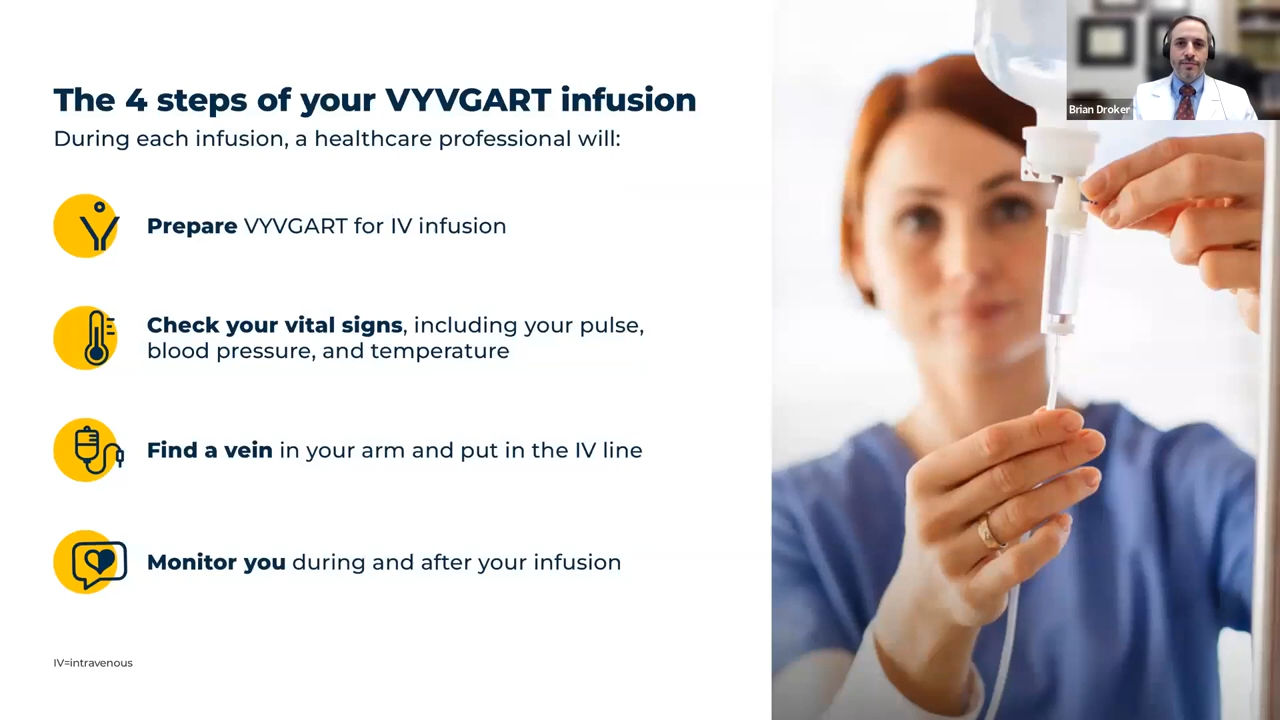 The 4 steps of your VYVGART infusion
During each infusion, a healthcare professional will:
Prepare VYVGART for IV infusion
Check your vital signs, including your pulse,
blood pressure, and temperature
Find a vein in your arm and put in the IV line
Monitor you during and after your infusion
IV=intravenous
Brian Droker